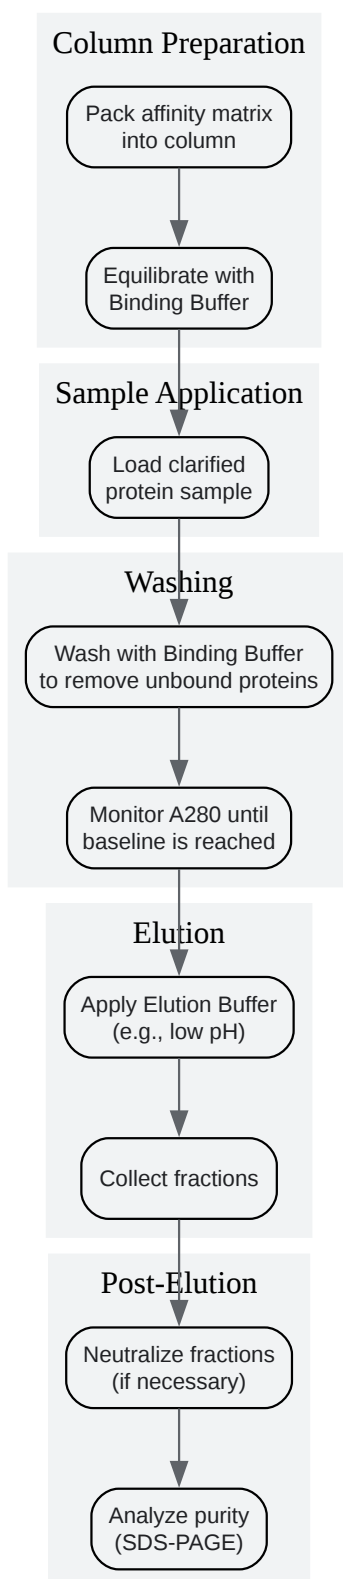 Column Preparation
Pack affinity matrix
into column
Equilibrate with
Binding Buffer
Sample Application
Load clarified
protein sample
Washing
Wash with Binding Buffer
to remove unbound proteins
Monitor A280 until
baseline is reached
Elution
Apply Elution Buffer
(e.g., low pH)
Collect fractions
Post-Elution
Neutralize fractions
(if necessary)
Analyze purity
(SDS-PAGE)